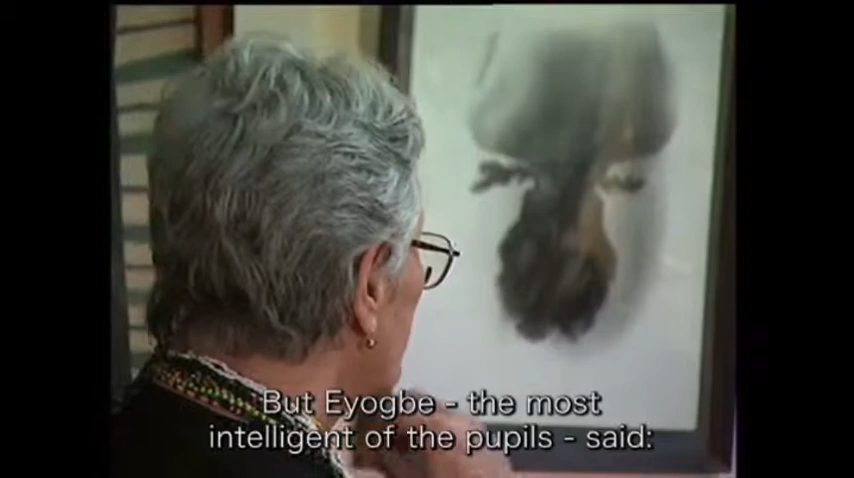 But Eyogbe - the most
intelligent of the pupils - said: